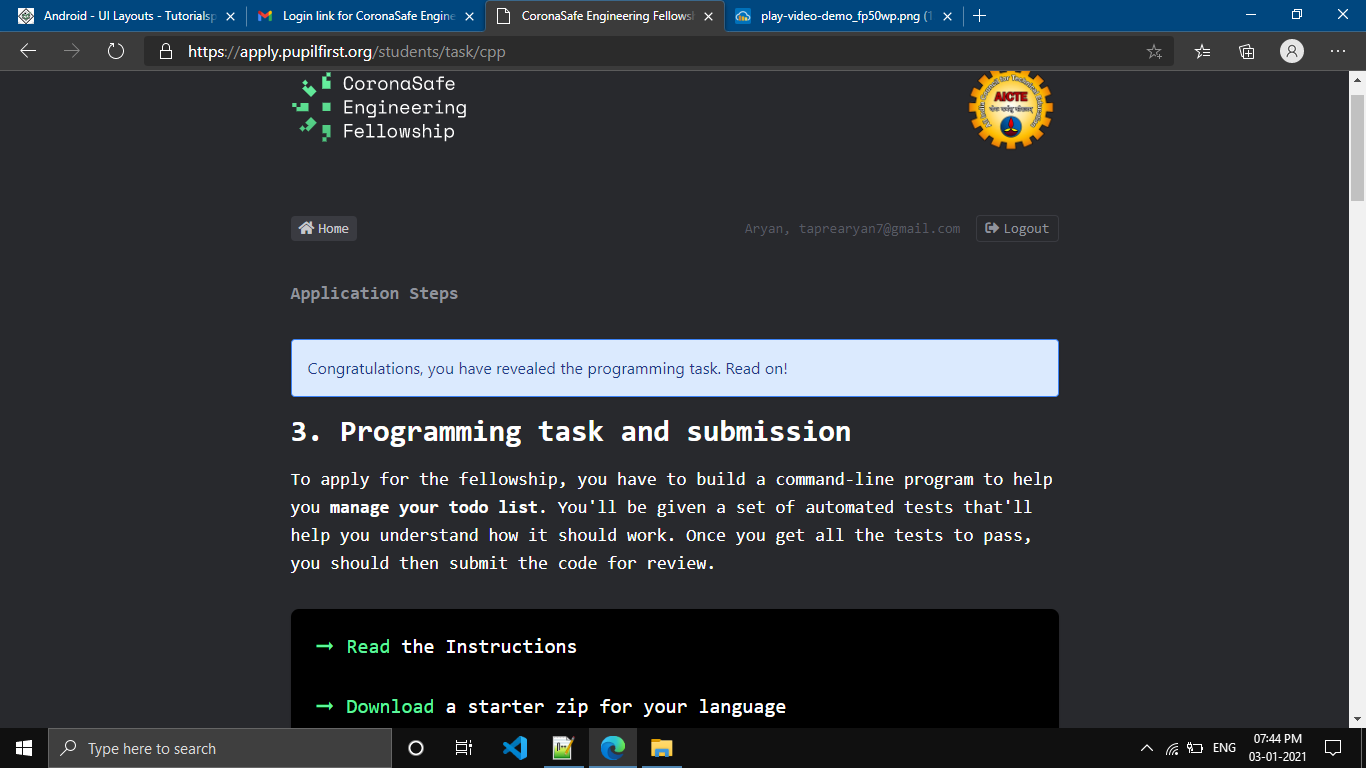 Android - UI Layouts - Tutorialsp
Login link for CoronaSafe Engine
CoronaSafe Engineering Fellows
play-video-demo_fp50wp.png (1
https://apply.pupilfirst.org/students/task/cpp
CoronaSafe
Engineering
Fellowship
AICTE
Home
Aryan, taprearyan7@gmail.com
Logout
Application Steps
Congratulations, you have revealed the programming task. Read on!
3. Programming task and submission
To apply for the fellowship, you have to build a command-line program to help
you manage your todo list. You'll be given a set of automated tests that'll
help you understand how it should work. Once you get all the tests to pass,
you should then submit the code for review.
→ Read the Instructions
→ Download a starter zip for your language
Type here to search
ENG
07:44 PM
03-01-2021